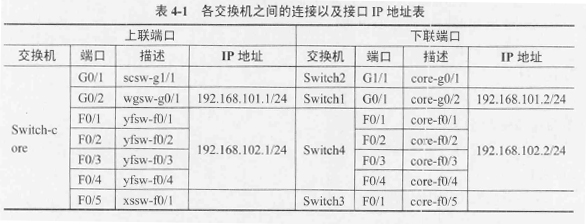 表 4-1 各交换机之间的连接以及接口 IP 地址表
上联端口 下联端口
交换机 端口 描述 IP 地址 交换机 端口 描述 IP 地址
Switch-core
G0/1 scsw-g1/1 Switch2 G1/1 core-g0/1
G0/2 wgsw-g0/1 192.168.101.1/24 Switch1 G0/1 core-g0/2 192.168.101.2/24
F0/1 yfsw-f0/1 192.168.102.1/24 Switch4 F0/1 core-f0/1 192.168.102.2/24
F0/2 yfsw-f0/2 F0/2 core-f0/2
F0/3 yfsw-f0/3 F0/3 core-f0/3
F0/4 yfsw-f0/4 F0/4 core-f0/4
F0/5 xssw-f0/1 Switch3 F0/1 core-f0/5